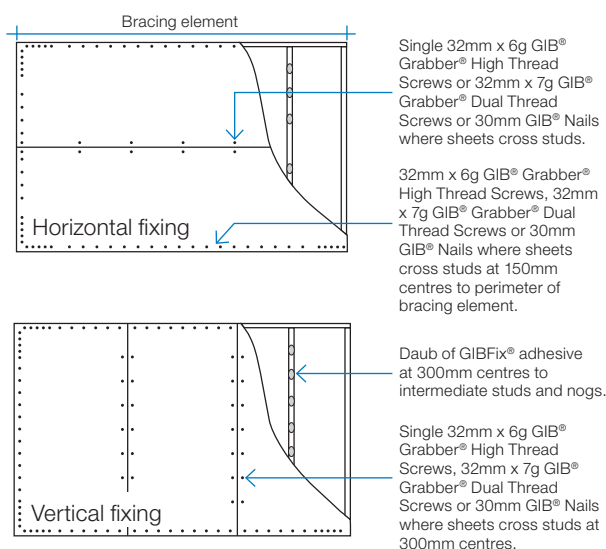 Bracing element
Single 32mm x 6g GIB®
Grabber® High Thread
Screws or 32mm x 7g GIB®
Grabber® Dual Thread
Screws or 30mm GIB® Nails
where sheets cross studs.
32mm x 6g GIB® Grabber®
High Thread Screws, 32mm
x 7g GIB® Grabber® Dual
Thread Screws or 30mm
GIB® Nails where sheets
cross studs at 150mm
centres to perimeter of
bracing element.
Horizontal fixing
Daub of GIBFix® adhesive
at 300mm centres to
intermediate studs and nogs.
Single 32mm x 6g GIB®
Grabber® High Thread
Screws, 32mm x 7g GIB®
Grabber® Dual Thread
Screws or 30mm GIB® Nails
where sheets cross studs at
300mm centres.
Vertical fixing